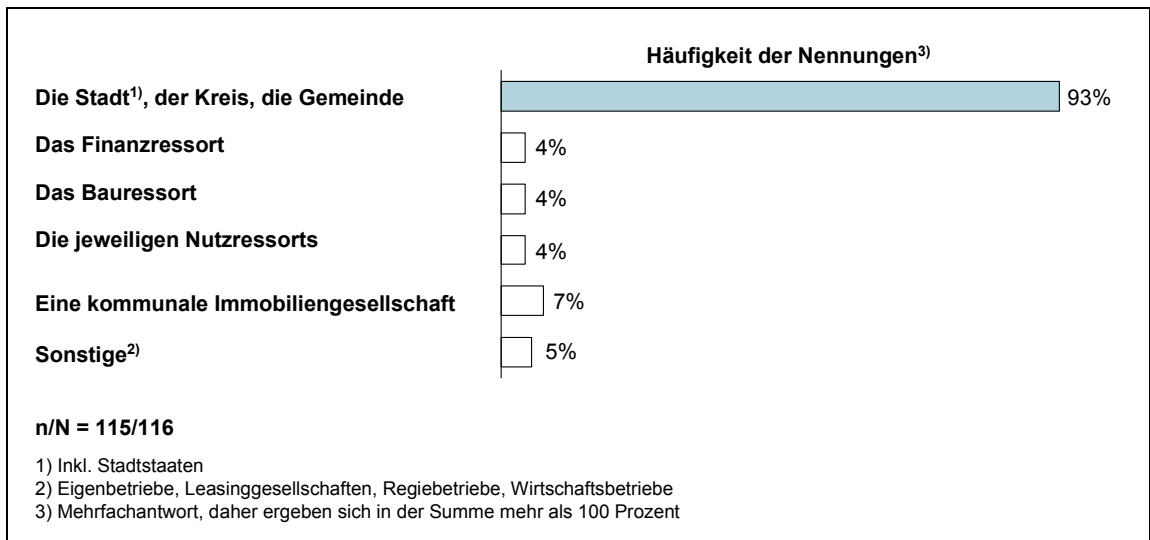 Häufigkeit der Nennungen3)
Die Stadt1), der Kreis, die Gemeinde 93%
Das Finanzressort 4%
Das Bauressort 4%
Die jeweiligen Nutzressorts 4%
Eine kommunale Immobiliengesellschaft 7%
Sonstige2) 5%
n/N = 115/116
1) Inkl. Stadtstaaten
2) Eigenbetriebe, Leasinggesellschaften, Regiebetriebe, Wirtschaftsbetriebe
3) Mehrfachantwort, daher ergeben sich in der Summe mehr als 100 Prozent